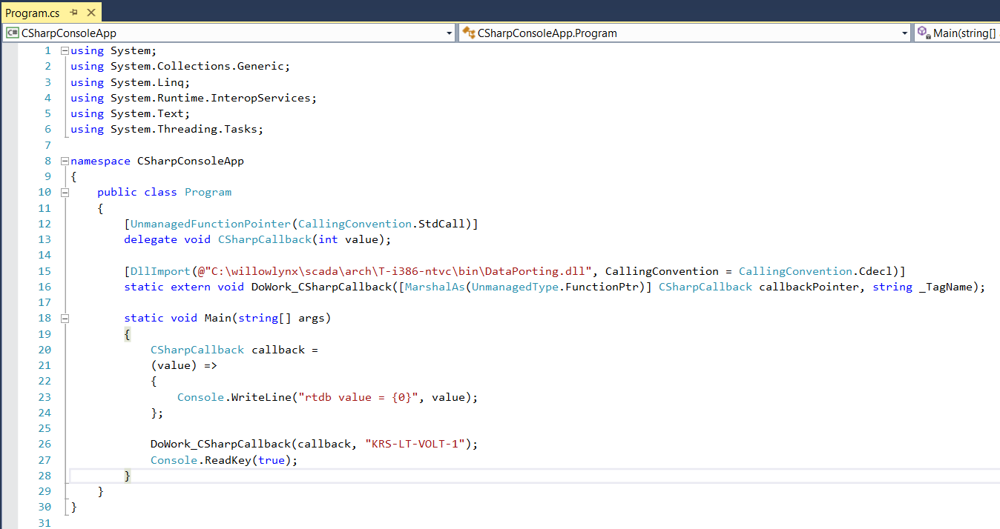 Program.cs
C# CSharpConsoleApp CSharpConsoleApp.Program Main(string[]
1 using System;
2 using System.Collections.Generic;
3 using System.Linq;
4 using System.Runtime.InteropServices;
5 using System.Text;
6 using System.Threading.Tasks;
7
8 namespace CSharpConsoleApp
9 {
10     public class Program
11     {
12         [UnmanagedFunctionPointer(CallingConvention.StdCall)]
13         delegate void CSharpCallback(int value);
14
15         [DllImport(@"C:\willowlynx\scada\arch\T-i386-ntvc\bin\DataPorting.dll", CallingConvention = CallingConvention.Cdecl)]
16         static extern void DoWork_CSharpCallback([MarshalAs(UnmanagedType.FunctionPtr)] CSharpCallback callbackPointer, string _TagName);
17
18         static void Main(string[] args)
19         {
20             CSharpCallback callback =
21             (value) =>
22             {
23                 Console.WriteLine("rtdb value = {0}", value);
24             };
25
26             DoWork_CSharpCallback(callback, "KRS-LT-VOLT-1");
27             Console.ReadKey(true);
28         }
29     }
30 }
31